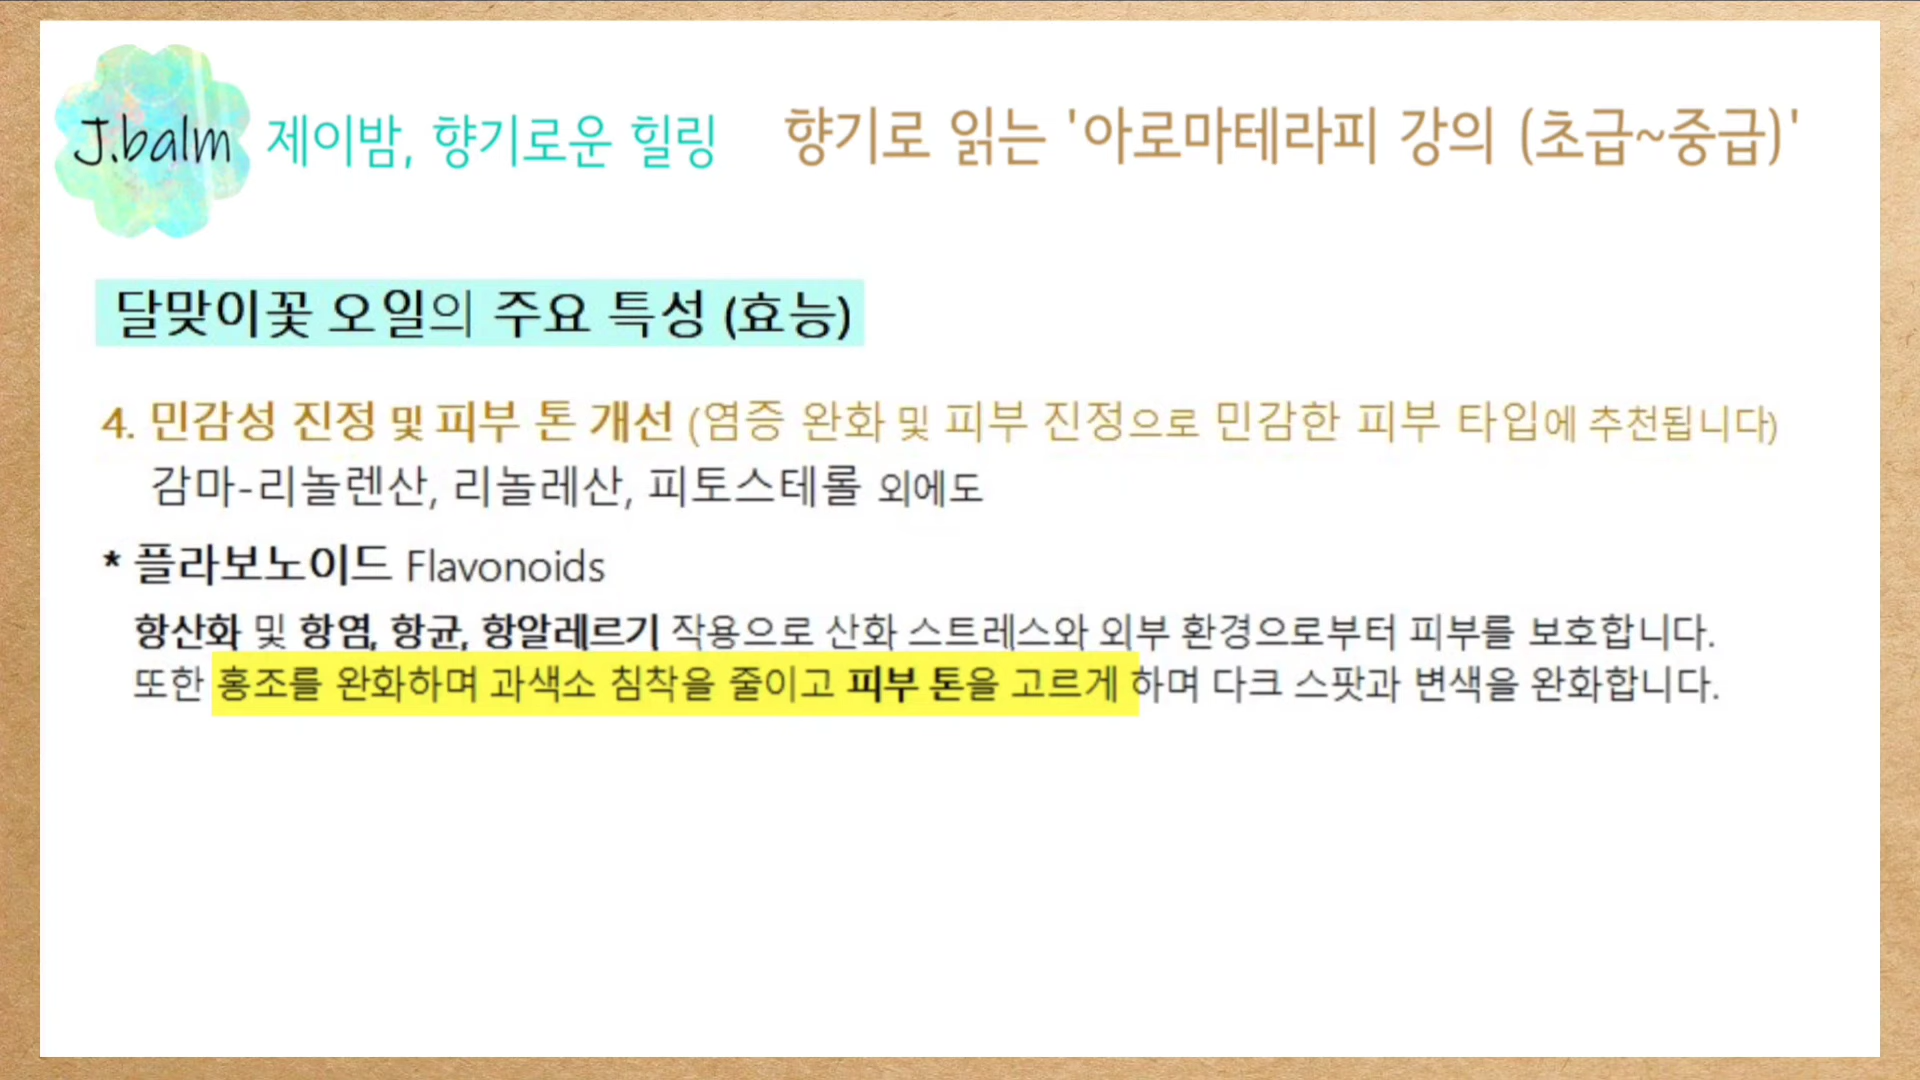 J.balm 제이밤, 향기로운 힐링 향기로 읽는 '아로마테라피 강의 (초급~중급)'
달맞이꽃 오일의 주요 특성 (효능)
4. 민감성 진정 및 피부 톤 개선 (염증 완화 및 피부 진정으로 민감한 피부 타입에 추천됩니다)
감마-리놀렌산, 리놀레산, 피토스테롤 외에도
* 플라보노이드 Flavonoids
항산화 및 항염, 항균, 항알레르기 작용으로 산화 스트레스와 외부 환경으로부터 피부를 보호합니다.
또한 홍조를 완화하며 과색소 침착을 줄이고 피부 톤을 고르게 하며 다크 스팟과 변색을 완화합니다.